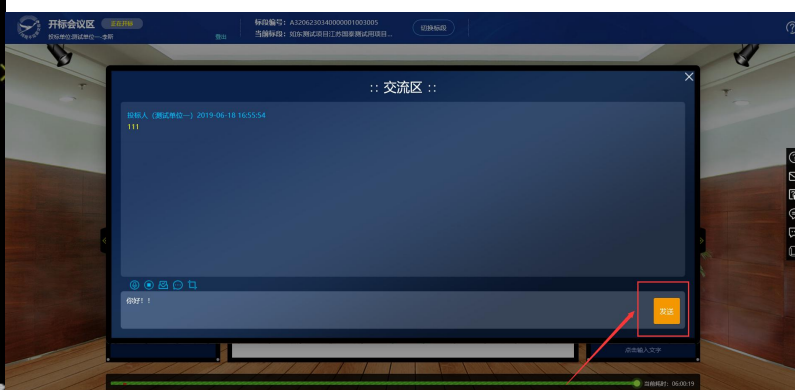 开标会议区 正在开标
投标单位:测试单位一-李斯
登出
标段编号: A3206230340000001003005
当前标段: 如东测试项目江苏国泰测试用项目...
切换标段
:: 交流区 ::
投标人 (测试单位一) 2019-06-18 16:55:54
111
你好! !
发送
点击输入文字
当前耗时: 06:00:19